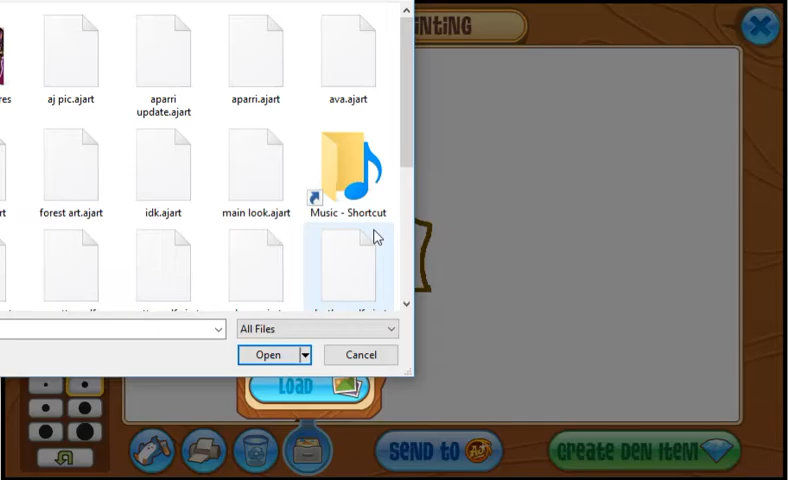 INTING
res
aj pic.ajart
aparri
update.ajart
aparri.ajart
ava.ajart
rt
forest art.ajart
idk.ajart
main look.ajart
Music - Shortcut
All Files
Open
Cancel
LOAD
SEND TO
CREATE DEN ITEM